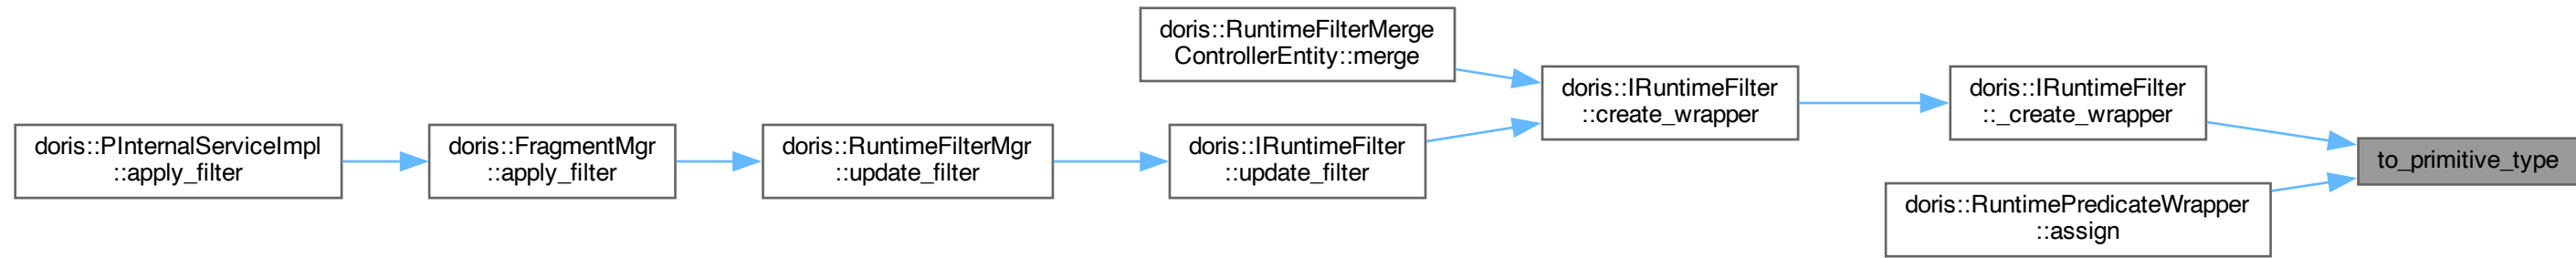 doris::PInternalServiceImpl
::apply_filter
doris::FragmentMgr
::apply_filter
doris::RuntimeFilterMgr
::update_filter
doris::RuntimeFilterMerge
ControllerEntity::merge
doris::IRuntimeFilter
::update_filter
doris::IRuntimeFilter
::create_wrapper
doris::IRuntimeFilter
::_create_wrapper
doris::RuntimePredicateWrapper
::assign
to_primitive_type